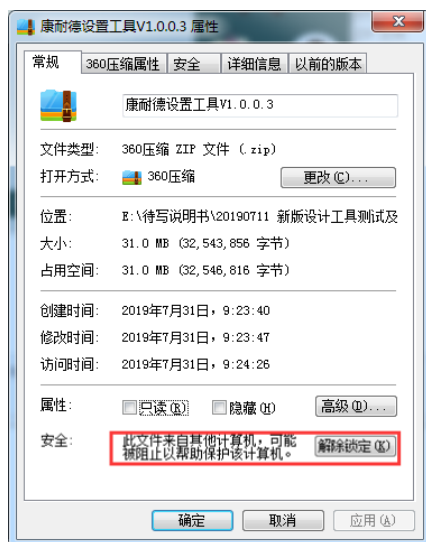 康耐德设置工具V1.0.0.3 属性
常规 360压缩属性 安全 详细信息 以前的版本
康耐德设置工具V1.0.0.3
文件类型: 360压缩 ZIP 文件 (.zip)
打开方式: 360压缩 更改(C)...
位置: E:\待写说明书\20190711 新版设计工具测试及
大小: 31.0 MB (32,543,856 字节)
占用空间: 31.0 MB (32,546,816 字节)
创建时间: 2019年7月31日，9:23:40
修改时间: 2019年7月31日，9:23:47
访问时间: 2019年7月31日，9:24:26
属性: 只读(R) 隐藏(H) 高级(D)...
安全: 此文件来自其他计算机，可能
被阻止以帮助保护该计算机。 解除锁定(K)
确定 取消 应用(A)